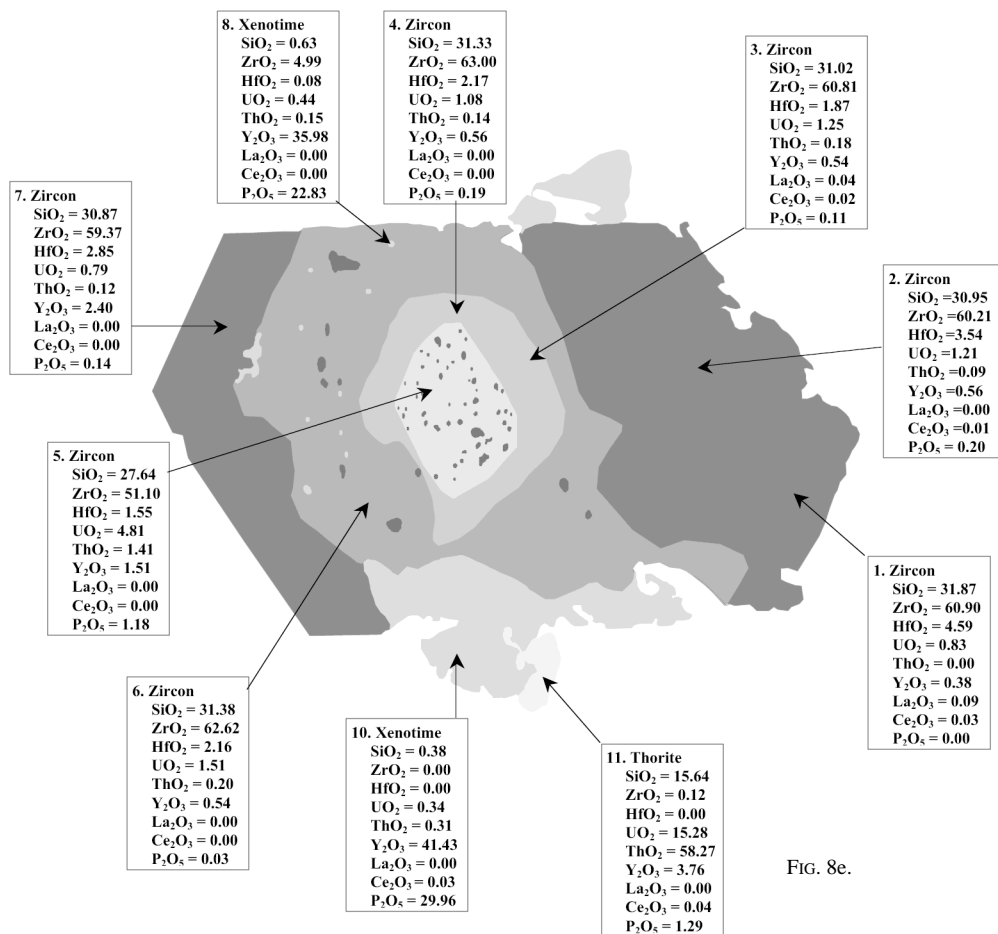 8. Xenotime
SiO₂ = 0.63
ZrO₂ = 4.99
HfO₂ = 0.08
UO₂ = 0.44
ThO₂ = 0.15
Y₂O₃ = 35.98
La₂O₃ = 0.00
Ce₂O₃ = 0.00
P₂O₅ = 22.83
4. Zircon
SiO₂ = 31.33
ZrO₂ = 63.00
HfO₂ = 2.17
UO₂ = 1.08
ThO₂ = 0.14
Y₂O₃ = 0.56
La₂O₃ = 0.00
Ce₂O₃ = 0.00
P₂O₅ = 0.19
3. Zircon
SiO₂ = 31.02
ZrO₂ = 60.81
HfO₂ = 1.87
UO₂ = 1.25
ThO₂ = 0.18
Y₂O₃ = 0.54
La₂O₃ = 0.04
Ce₂O₃ = 0.02
P₂O₅ = 0.11
7. Zircon
SiO₂ = 30.87
ZrO₂ = 59.37
HfO₂ = 2.85
UO₂ = 0.79
ThO₂ = 0.12
Y₂O₃ = 2.40
La₂O₃ = 0.00
Ce₂O₃ = 0.00
P₂O₅ = 0.14
2. Zircon
SiO₂ =30.95
ZrO₂ =60.21
HfO₂ =3.54
UO₂ =1.21
ThO₂ =0.09
Y₂O₃ =0.56
La₂O₃ =0.00
Ce₂O₃ =0.01
P₂O₅ = 0.20
5. Zircon
SiO₂ = 27.64
ZrO₂ = 51.10
HfO₂ = 1.55
UO₂ = 4.81
ThO₂ = 1.41
Y₂O₃ = 1.51
La₂O₃ = 0.00
Ce₂O₃ = 0.00
P₂O₅ = 1.18
1. Zircon
SiO₂ = 31.87
ZrO₂ = 60.90
HfO₂ = 4.59
UO₂ = 0.83
ThO₂ = 0.00
Y₂O₃ = 0.38
La₂O₃ = 0.09
Ce₂O₃ = 0.03
P₂O₅ = 0.00
6. Zircon
SiO₂ = 31.38
ZrO₂ = 62.62
HfO₂ = 2.16
UO₂ = 1.51
ThO₂ = 0.20
Y₂O₃ = 0.54
La₂O₃ = 0.00
Ce₂O₃ = 0.00
P₂O₅ = 0.03
10. Xenotime
SiO₂ = 0.38
ZrO₂ = 0.00
HfO₂ = 0.00
UO₂ = 0.34
ThO₂ = 0.31
Y₂O₃ = 41.43
La₂O₃ = 0.00
Ce₂O₃ = 0.03
P₂O₅ = 29.96
11. Thorite
SiO₂ = 15.64
ZrO₂ = 0.12
HfO₂ = 0.00
UO₂ = 15.28
ThO₂ = 58.27
Y₂O₃ = 3.76
La₂O₃ = 0.00
Ce₂O₃ = 0.04
P₂O₅ = 1.29
FIG. 8e.